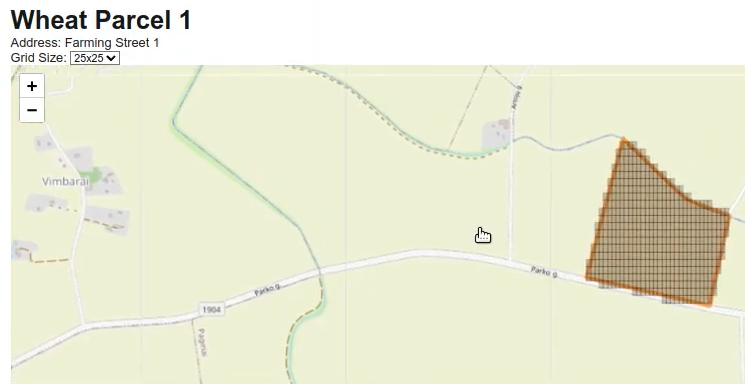 Wheat Parcel 1
Address: Farming Street 1
Grid Size: 25x25
+
−
Vimbarai
Parko g.
Parko g.
1904